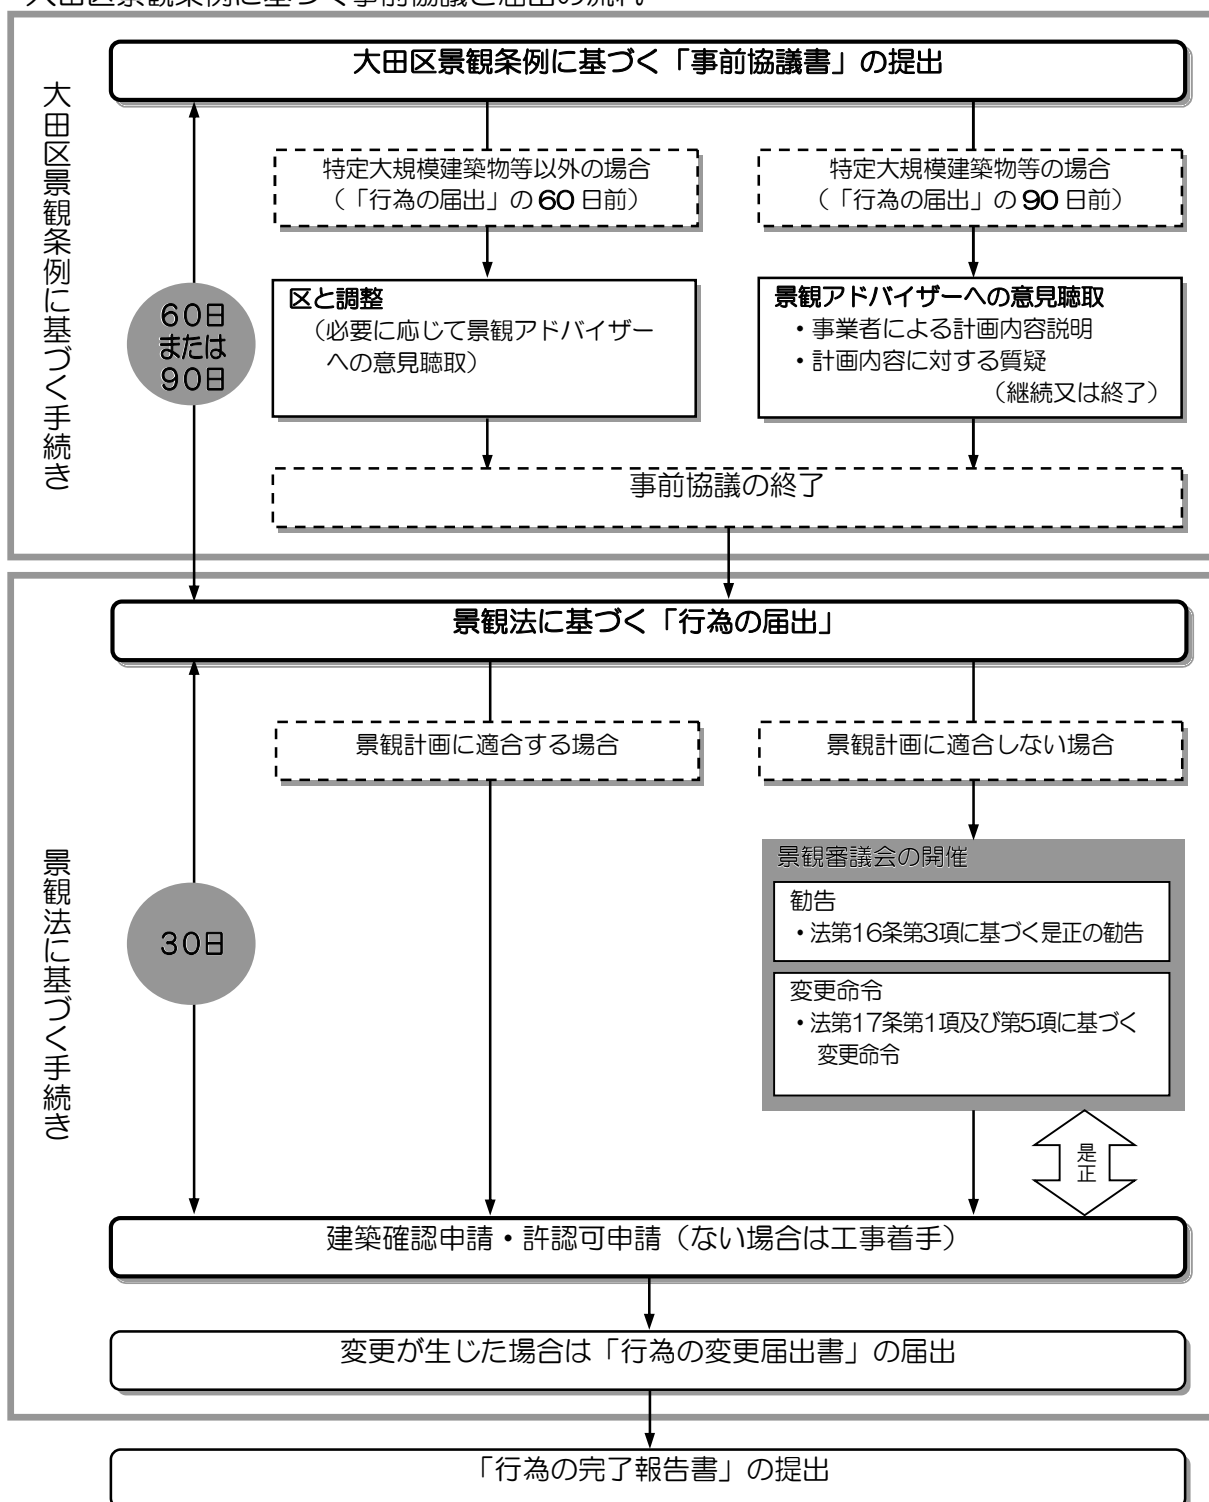 大田区景観条例に基づく事前協議と届出の流れ
大田区景観条例に基づく手続き
大田区景観条例に基づく「事前協議書」の提出
特定大規模建築物等以外の場合
（「行為の届出」の60日前）
特定大規模建築物等の場合
（「行為の届出」の90日前）
60日
または
90日
区と調整
（必要に応じて景観アドバイザー
への意見聴取）
景観アドバイザーへの意見聴取
・事業者による計画内容説明
・計画内容に対する質疑
（継続又は終了）
事前協議の終了
景観法に基づく手続き
景観法に基づく「行為の届出」
景観計画に適合する場合
景観計画に適合しない場合
30日
景観審議会の開催
勧告
・法第16条第3項に基づく是正の勧告
変更命令
・法第17条第1項及び第5項に基づく
変更命令
是正
建築確認申請・許認可申請（ない場合は工事着手）
変更が生じた場合は「行為の変更届出書」の届出
「行為の完了報告書」の提出